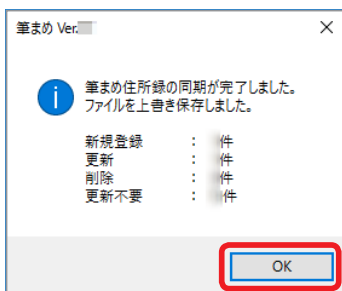 筆まめ Ver.
筆まめ住所録の同期が完了しました。
ファイルを上書き保存しました。
新規登録 : 件
更新 : 件
削除 : 件
更新不要 : 件
OK